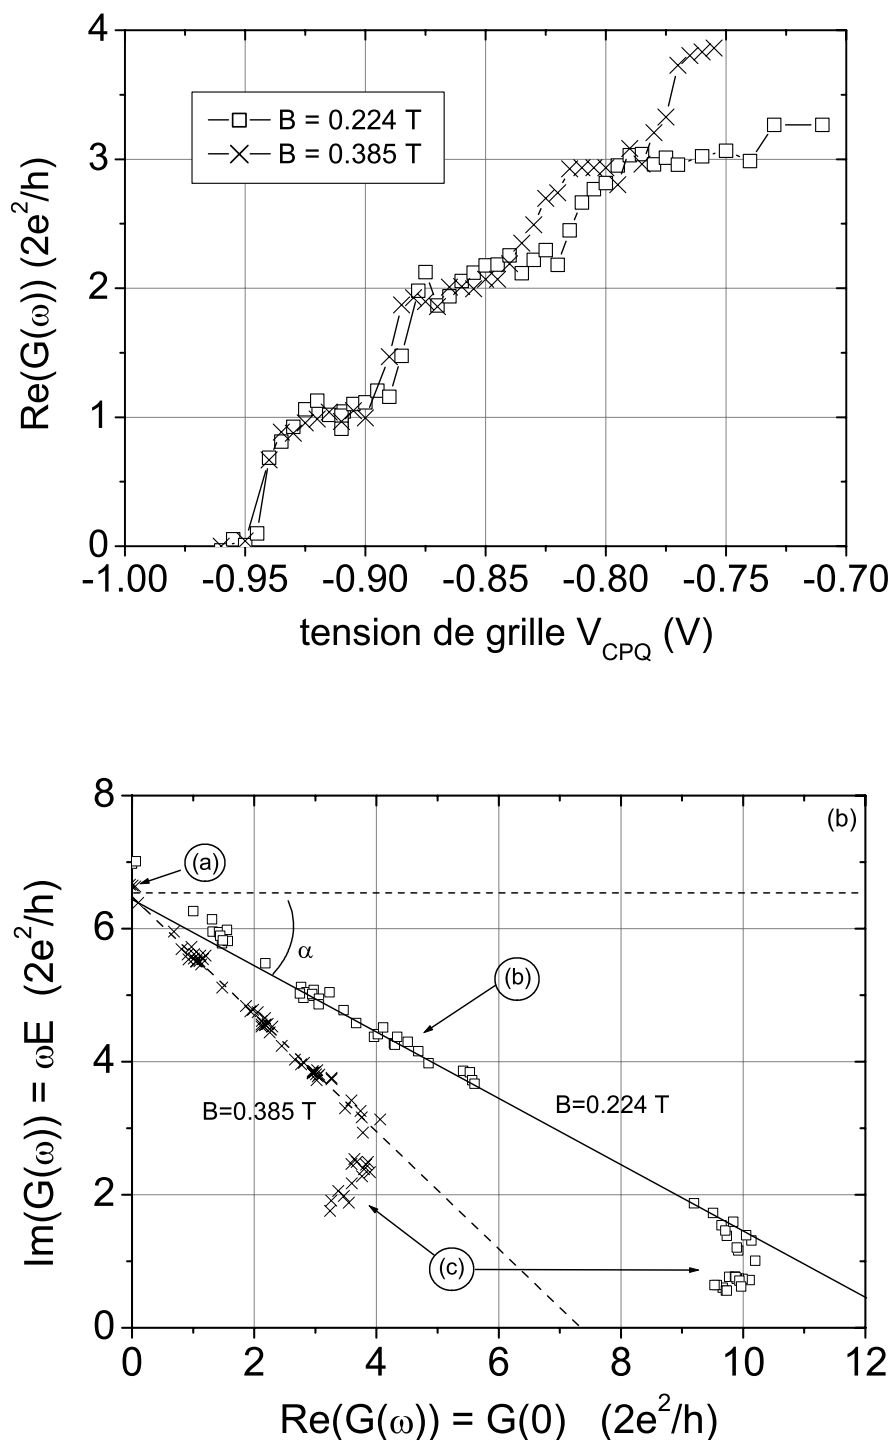 4
3
2
1
0
Re(G(ω)) (2e²/h)
B = 0.224 T
B = 0.385 T
-1.00 -0.95 -0.90 -0.85 -0.80 -0.75 -0.70
tension de grille V_CPQ (V)
8
6
4
2
0
Im(G(ω)) = ωE (2e²/h)
(b)
(a)
α
(b)
B=0.385 T
B=0.224 T
(c)
0 2 4 6 8 10 12
Re(G(ω)) = G(0) (2e²/h)